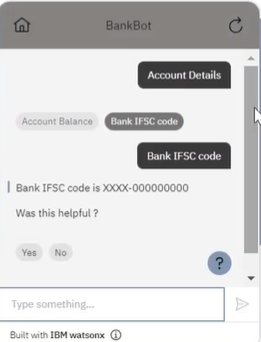 BankBot
Account Details
Account Balance Bank IFSC code
Bank IFSC code
Bank IFSC code is XXXX-000000000
Was this helpful ?
Yes No
?
Type something...
Built with IBM watsonx